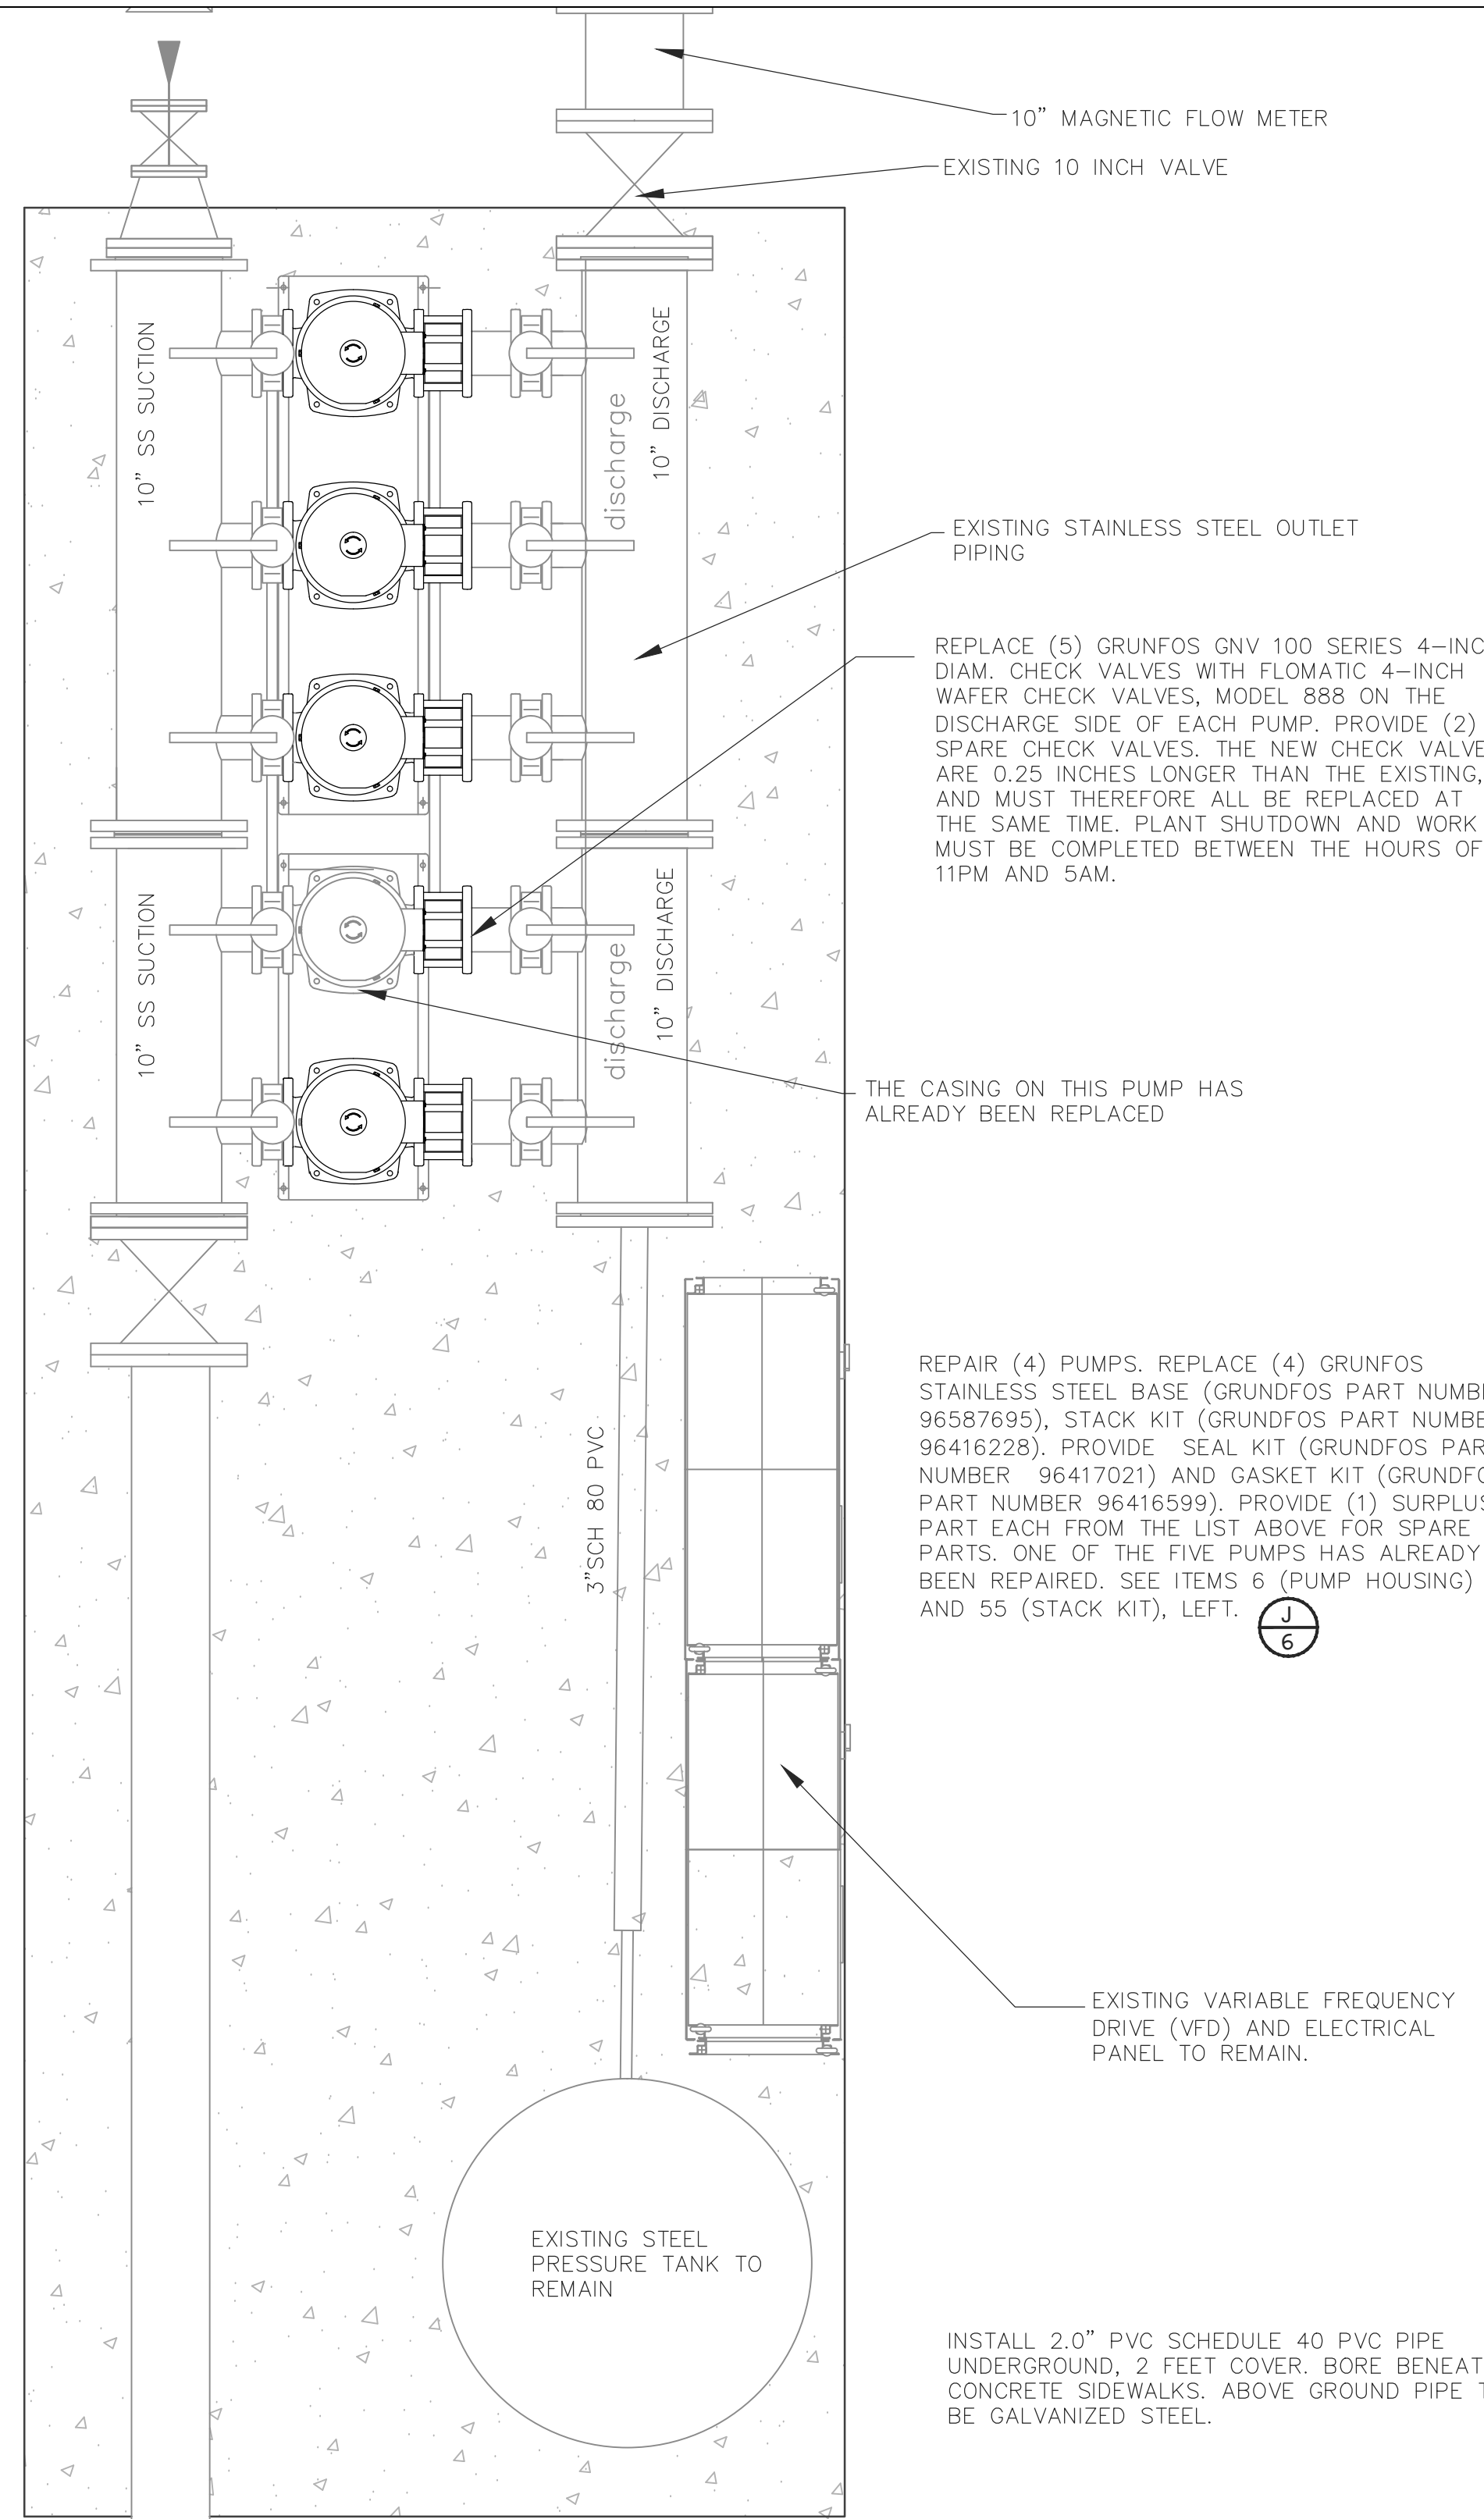 10” MAGNETIC FLOW METER
EXISTING 10 INCH VALVE
10” SS SUCTION
discharge
10” DISCHARGE
EXISTING STAINLESS STEEL OUTLET
PIPING
REPLACE (5) GRUNFOS GNV 100 SERIES 4–INC
DIAM. CHECK VALVES WITH FLOMATIC 4–INCH
WAFER CHECK VALVES, MODEL 888 ON THE
DISCHARGE SIDE OF EACH PUMP. PROVIDE (2)
SPARE CHECK VALVES. THE NEW CHECK VALVE
ARE 0.25 INCHES LONGER THAN THE EXISTING,
AND MUST THEREFORE ALL BE REPLACED AT
THE SAME TIME. PLANT SHUTDOWN AND WORK
MUST BE COMPLETED BETWEEN THE HOURS OF
11PM AND 5AM.
10” SS SUCTION
discharge
10” DISCHARGE
THE CASING ON THIS PUMP HAS
ALREADY BEEN REPLACED
REPAIR (4) PUMPS. REPLACE (4) GRUNFOS
STAINLESS STEEL BASE (GRUNDFOS PART NUMBE
96587695), STACK KIT (GRUNDFOS PART NUMBE
96416228). PROVIDE SEAL KIT (GRUNDFOS PAR
NUMBER 96417021) AND GASKET KIT (GRUNDFO
PART NUMBER 96416599). PROVIDE (1) SURPLUS
PART EACH FROM THE LIST ABOVE FOR SPARE
PARTS. ONE OF THE FIVE PUMPS HAS ALREADY
BEEN REPAIRED. SEE ITEMS 6 (PUMP HOUSING)
AND 55 (STACK KIT), LEFT.
J
6
3”SCH 80 PVC
EXISTING VARIABLE FREQUENCY
DRIVE (VFD) AND ELECTRICAL
PANEL TO REMAIN.
EXISTING STEEL
PRESSURE TANK TO
REMAIN
INSTALL 2.0” PVC SCHEDULE 40 PVC PIPE
UNDERGROUND, 2 FEET COVER. BORE BENEAT
CONCRETE SIDEWALKS. ABOVE GROUND PIPE T
BE GALVANIZED STEEL.